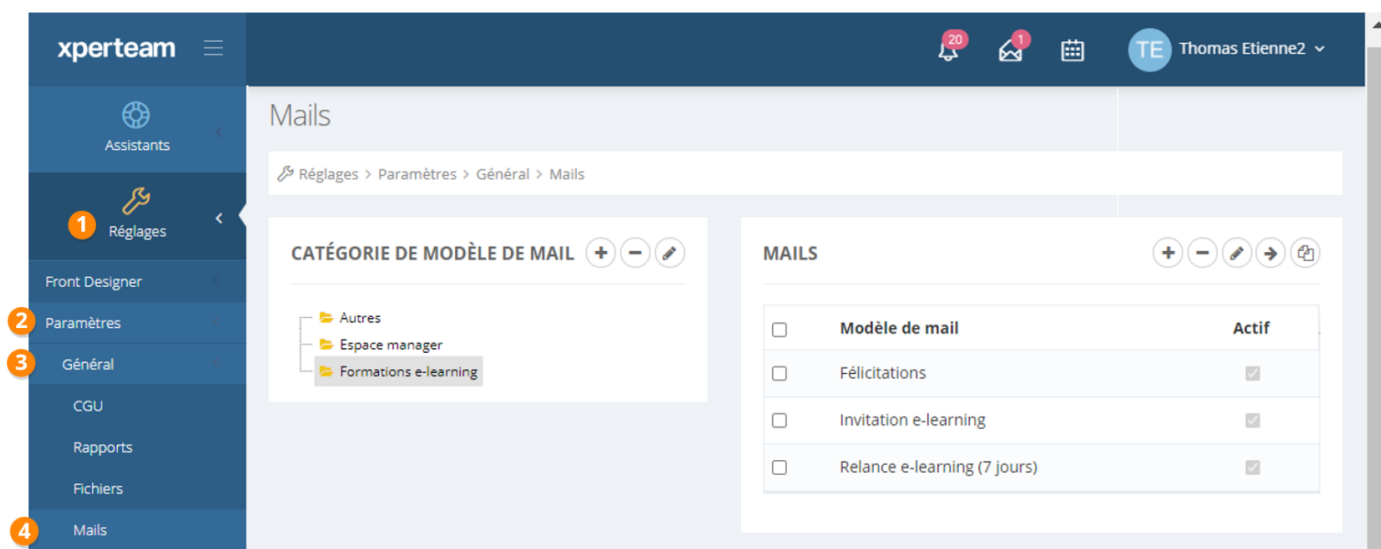 xperteam
20
1
TE
Thomas Etienne2
Assistants
1
Réglages
Front Designer
2
Paramètres
3
Général
CGU
Rapports
Fichiers
4
Mails
Mails
Réglages > Paramètres > Général > Mails
CATÉGORIE DE MODÈLE DE MAIL
Autres
Espace manager
Formations e-learning
MAILS
Modèle de mail Actif
Félicitations
Invitation e-learning
Relance e-learning (7 jours)